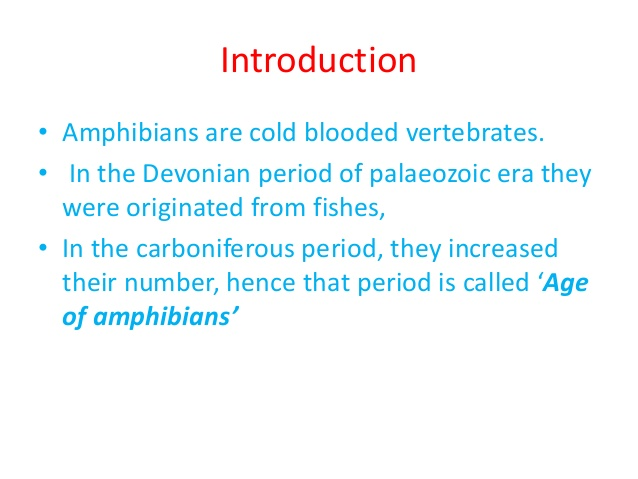 Introduction
• Amphibians are cold blooded vertebrates.
• In the Devonian period of palaeozoic era they
were originated from fishes,
• In the carboniferous period, they increased
their number, hence that period is called ‘Age
of amphibians’